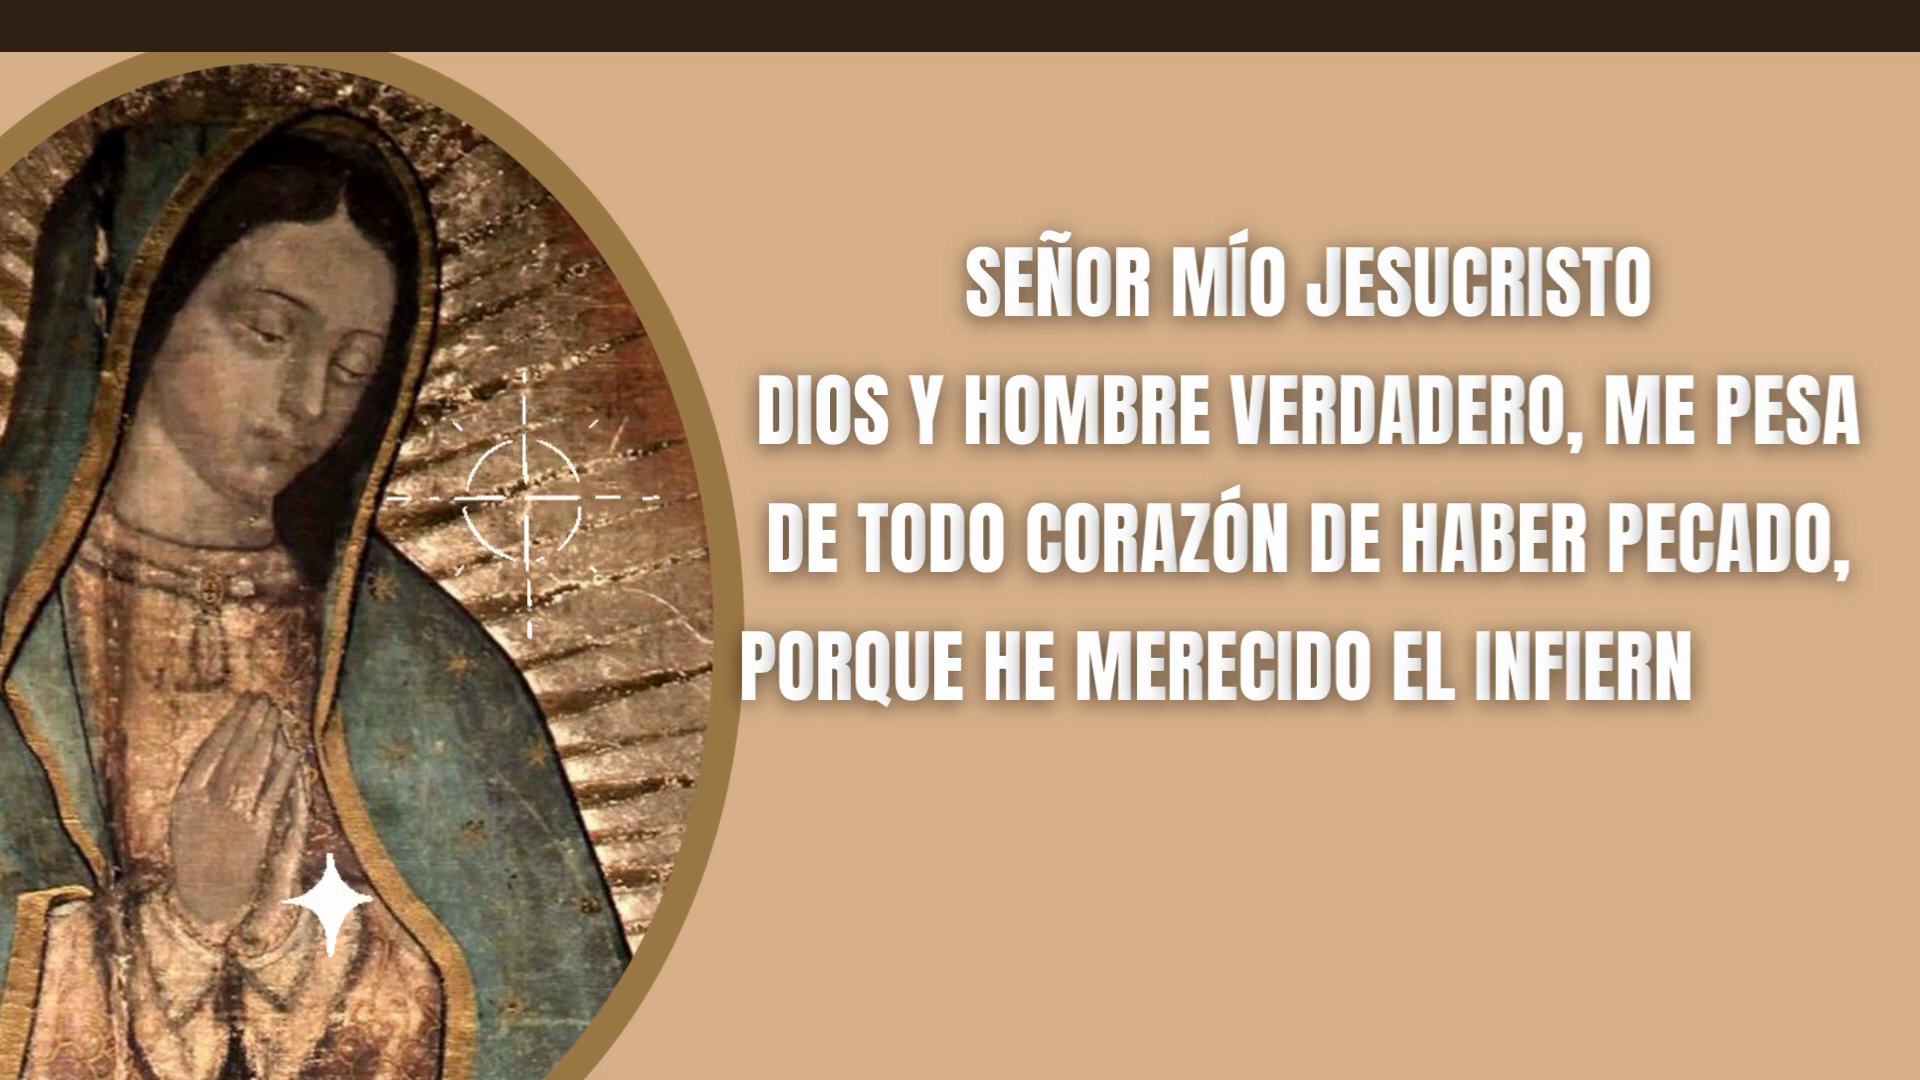 SEÑOR MÍO JESUCRISTO
DIOS Y HOMBRE VERDADERO, ME PESA
DE TODO CORAZÓN DE HABER PECADO,
PORQUE HE MERECIDO EL INFIERN